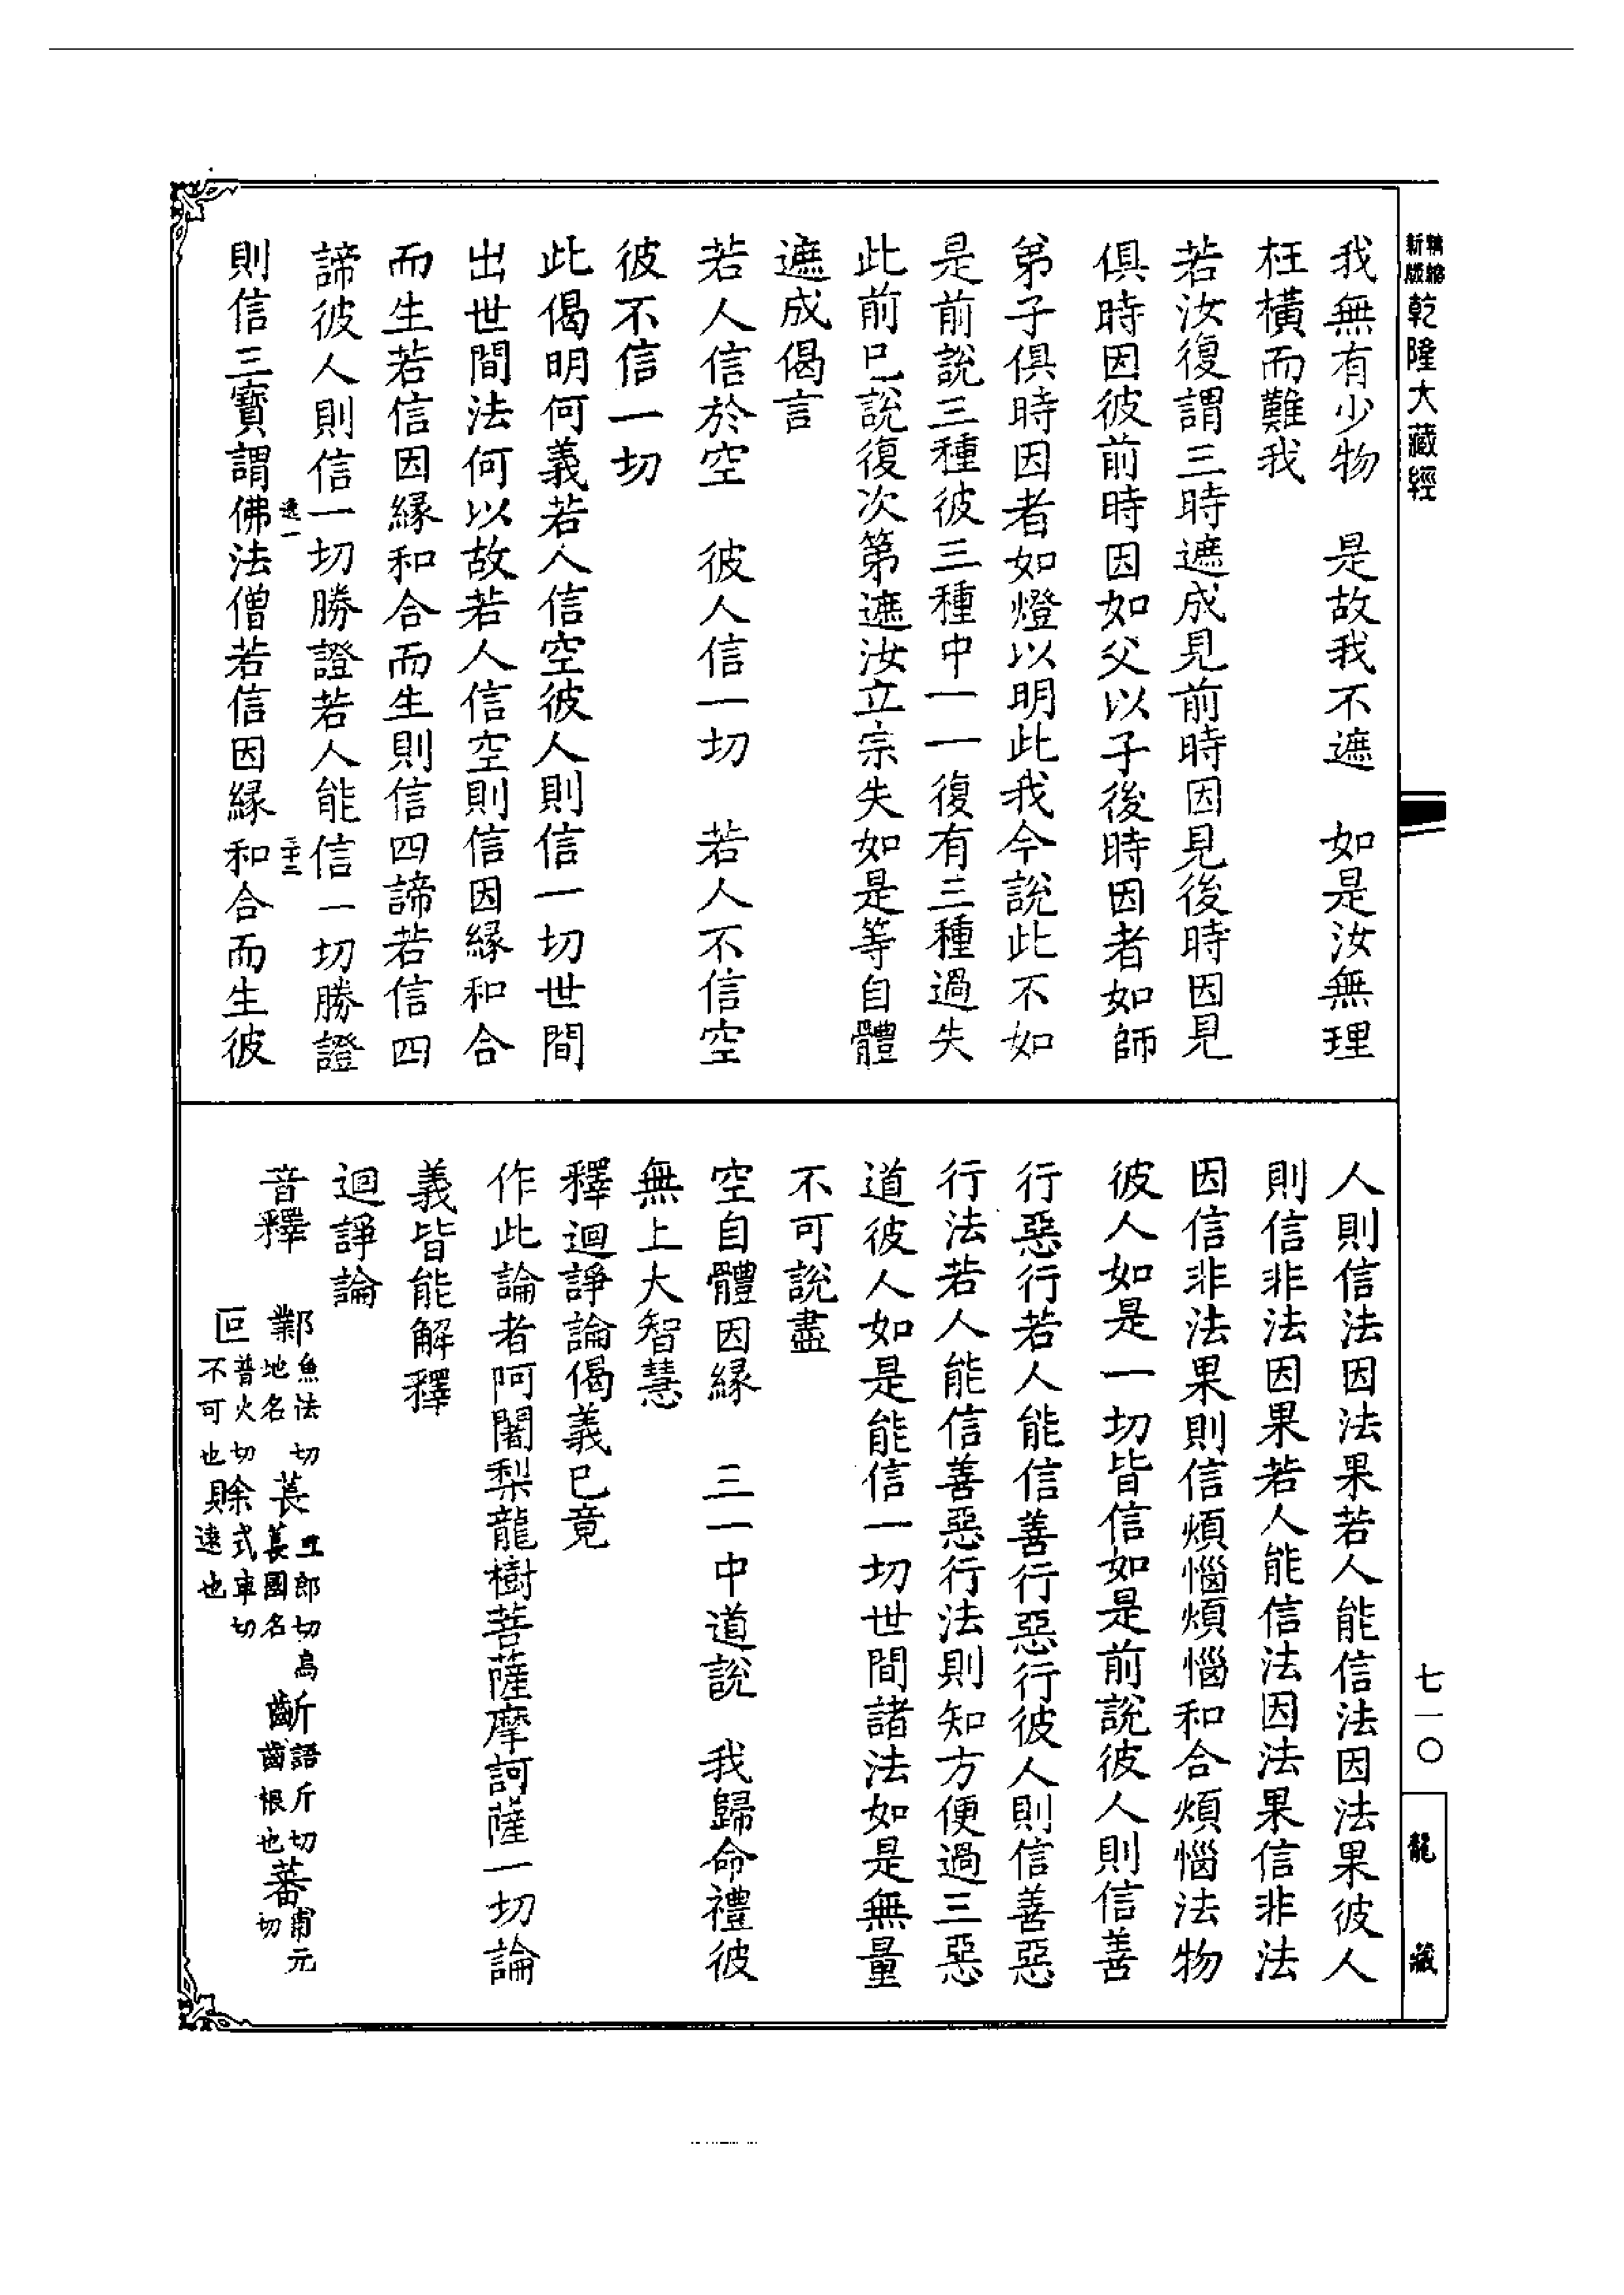 精縮新版乾隆大藏經
我無有少物　是故我不遮　如是汝無理
枉橫而難我
若汝復謂三時遮成見前時因見後時因見
俱時因彼前時因如父以子後時因者如師
弟子俱時因者如燈以明此我今說此不如
是前說三種彼三種中一一復有三種過失
此前已說復次第遮汝立宗失如是等自體
遮成偈言
若人信於空　彼人信一切　若人不信空
彼不信一切
此偈明何義若人信空彼人則信一切世間
出世間法何以故若人信空則信因緣和合
而生若信因緣和合而生則信四諦若信四
諦彼人則信一切勝證若人能信一切勝證
則信三寶謂佛法僧若信因緣和合而生彼
人則信法因法果若人能信法因法果彼人
則信非法因果若人能信法因法果信非法
因信非法果則信煩惱煩惱和合煩惱法物
彼人如是一切皆信如是前說彼人則信善
行惡行若人能信善行惡行彼人則信善惡
行法若人能信善惡行法則知方便過三惡
道彼人如是能信一切世間諸法如是無量
不可說盡
空自體因緣　三一中道說　我歸命禮彼
無上大智慧
釋迴諍論偈義已竟
作此論者阿闍梨龍樹菩薩摩訶薩一切論
義皆能解釋
迴諍論
音釋　鄴魚怯切地名萇直良切烏萇國名齗語斤切齒根也蕃甫元切
叵普火切不可也賖式車切遠也
七一〇
龍藏